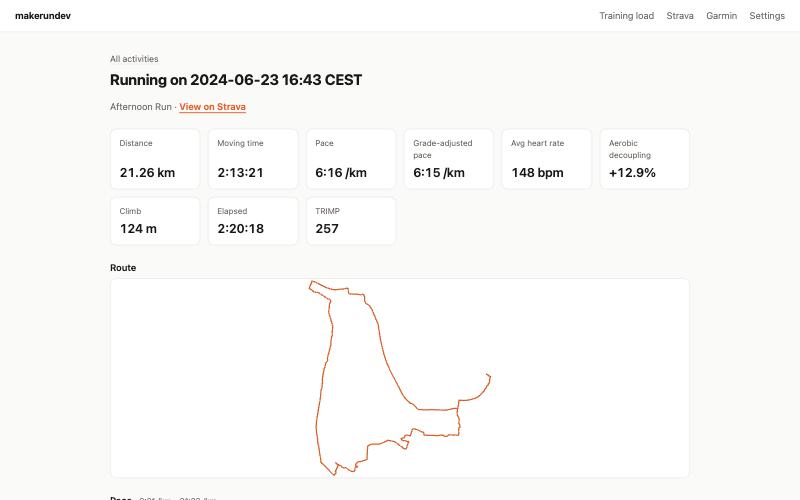 makerundev
Training load Strava Garmin Settings
All activities
Running on 2024-06-23 16:43 CEST
Afternoon Run · View on Strava
Distance
21.26 km
Moving time
2:13:21
Pace
6:16 /km
Grade-adjusted
pace
6:15 /km
Avg heart rate
148 bpm
Aerobic
decoupling
+12.9%
Climb
124 m
Elapsed
2:20:18
TRIMP
257
Route